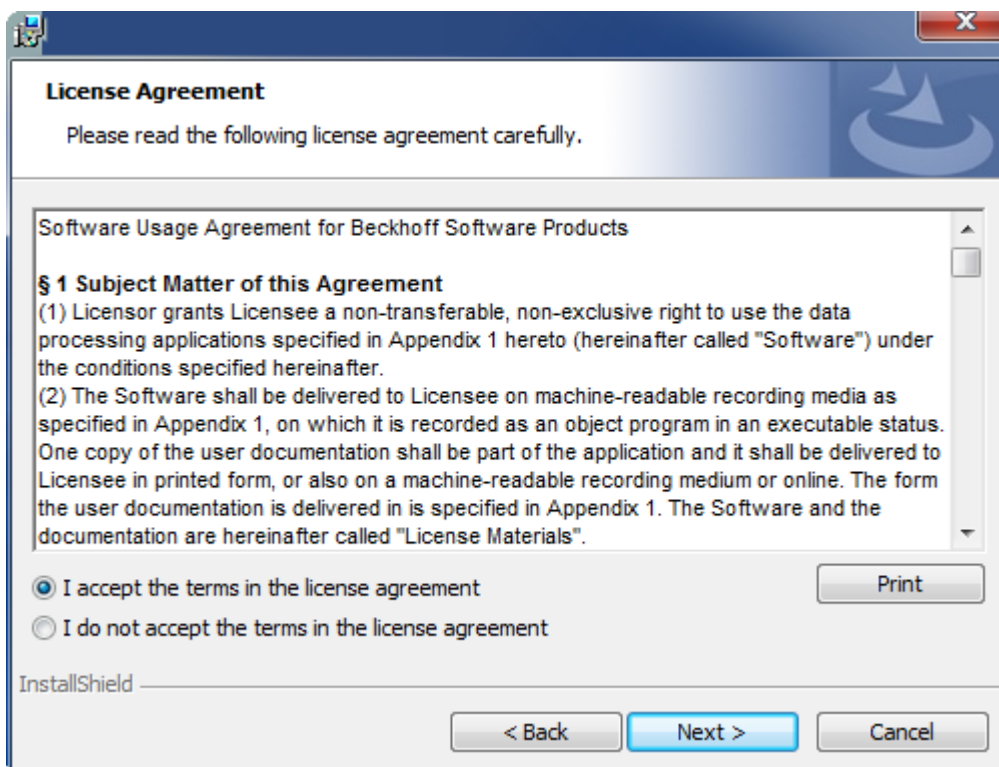 License Agreement
Please read the following license agreement carefully.
Software Usage Agreement for Beckhoff Software Products
§ 1 Subject Matter of this Agreement
(1) Licensor grants Licensee a non-transferable, non-exclusive right to use the data
processing applications specified in Appendix 1 hereto (hereinafter called "Software") under
the conditions specified hereinafter.
(2) The Software shall be delivered to Licensee on machine-readable recording media as
specified in Appendix 1, on which it is recorded as an object program in an executable status.
One copy of the user documentation shall be part of the application and it shall be delivered to
Licensee in printed form, or also on a machine-readable recording medium or online. The form
the user documentation is delivered in is specified in Appendix 1. The Software and the
documentation are hereinafter called "License Materials".
I accept the terms in the license agreement
Print
I do not accept the terms in the license agreement
InstallShield
< Back
Next >
Cancel